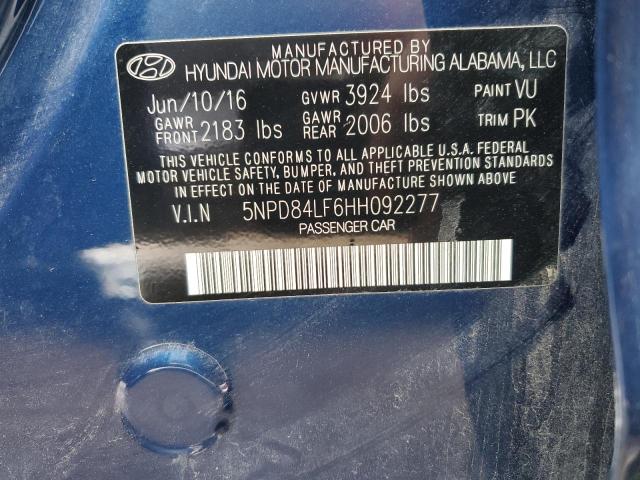 MANUFACTURED BY
HYUNDAI MOTOR MANUFACTURING ALABAMA, LLC
Jun/10/16 GVWR 3924 lbs PAINT VU
GAWR FRONT 2183 lbs GAWR REAR 2006 lbs TRIM PK
THIS VEHICLE CONFORMS TO ALL APPLICABLE U.S.A. FEDERAL
MOTOR VEHICLE SAFETY, BUMPER, AND THEFT PREVENTION STANDARDS
IN EFFECT ON THE DATE OF MANUFACTURE SHOWN ABOVE.
V.I.N 5NPD84LF6HH092277
PASSENGER CAR